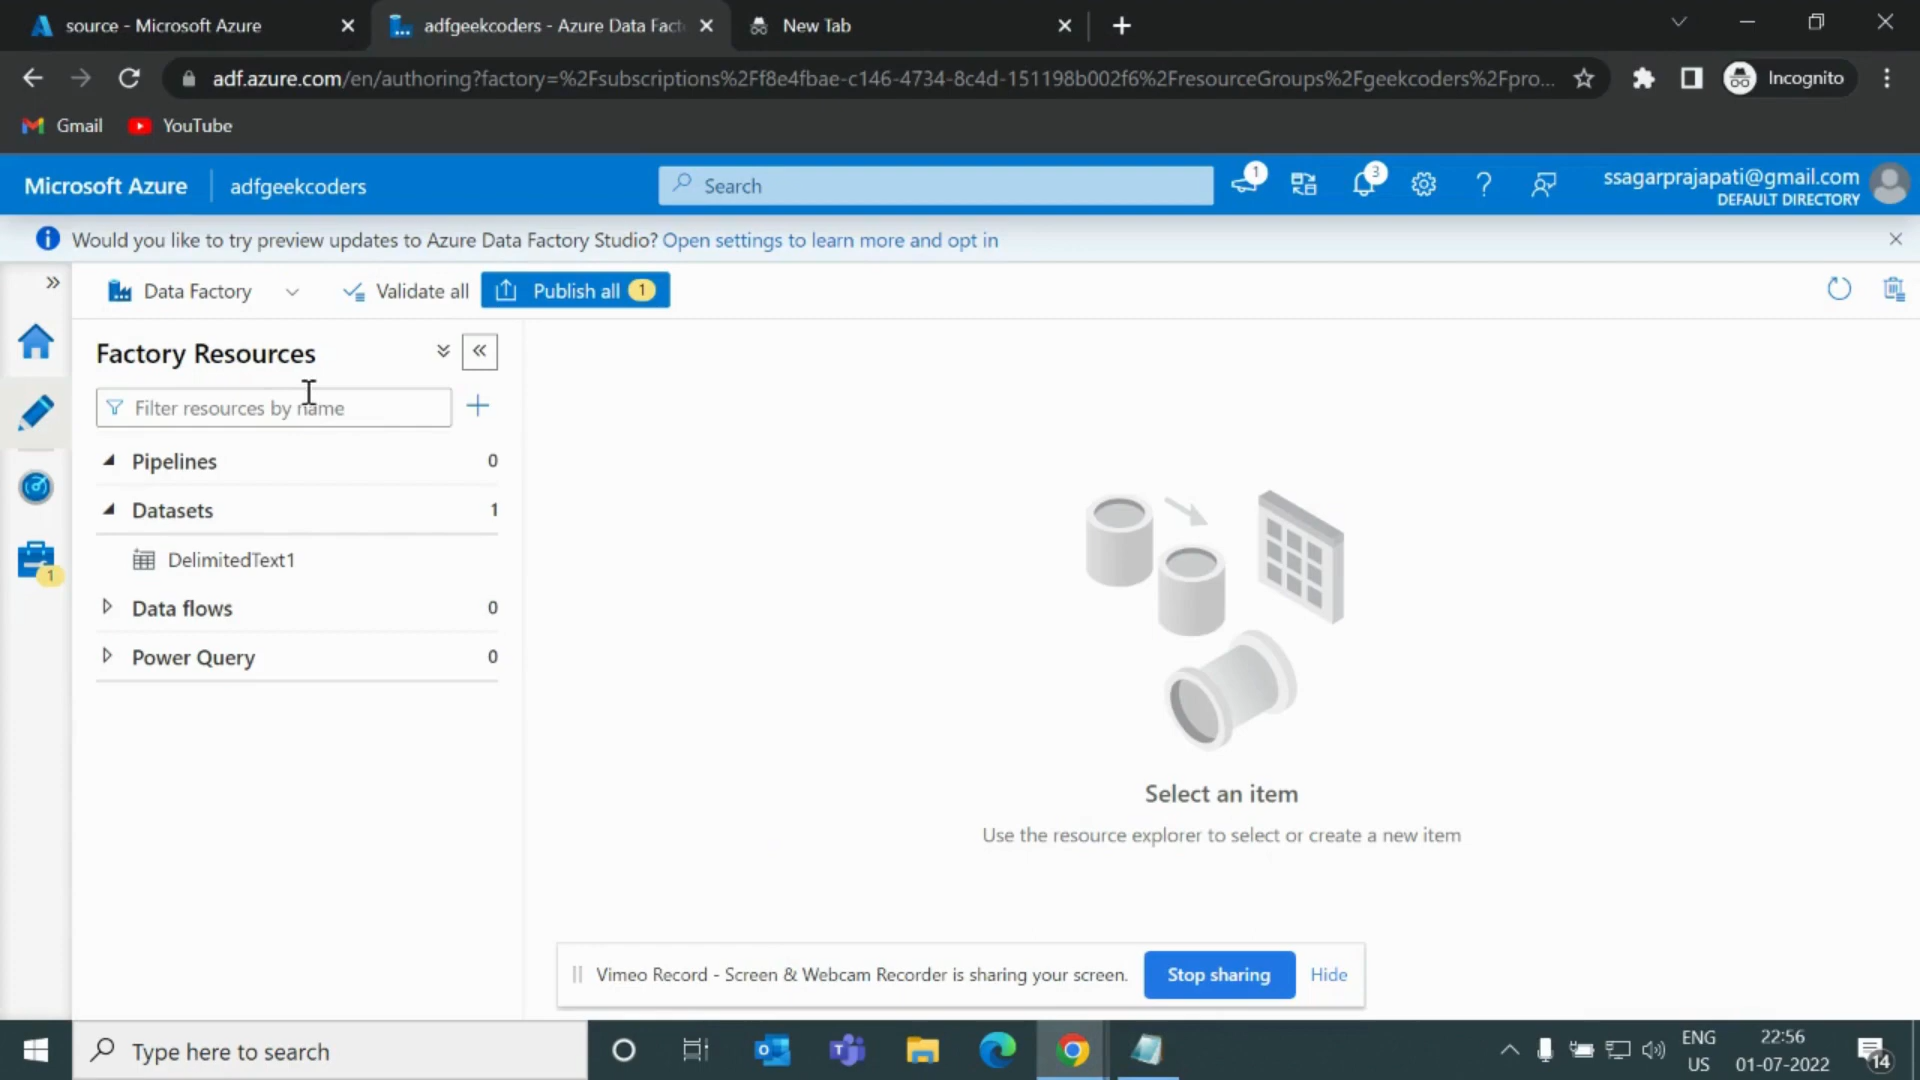 source - Microsoft Azure
adfgeekcoders - Azure Data Fact
New Tab
adf.azure.com/en/authoring?factory=%2Fsubscriptions%2Ff8e4fbae-c146-4734-8c4d-151198b002f6%2FresourceGroups%2Fgeekcoders%2Fpro...
Incognito
Gmail
YouTube
Microsoft Azure
adfgeekcoders
Search
1
3
ssagarprajapati@gmail.com
DEFAULT DIRECTORY
Would you like to try preview updates to Azure Data Factory Studio? Open settings to learn more and opt in
Data Factory
Validate all
Publish all 1
Factory Resources
Filter resources by name
Pipelines 0
Datasets 1
DelimitedText1
1
Data flows 0
Power Query 0
Select an item
Use the resource explorer to select or create a new item
Vimeo Record - Screen & Webcam Recorder is sharing your screen.
Stop sharing
Hide
Type here to search
ENG
US
22:56
01-07-2022
14